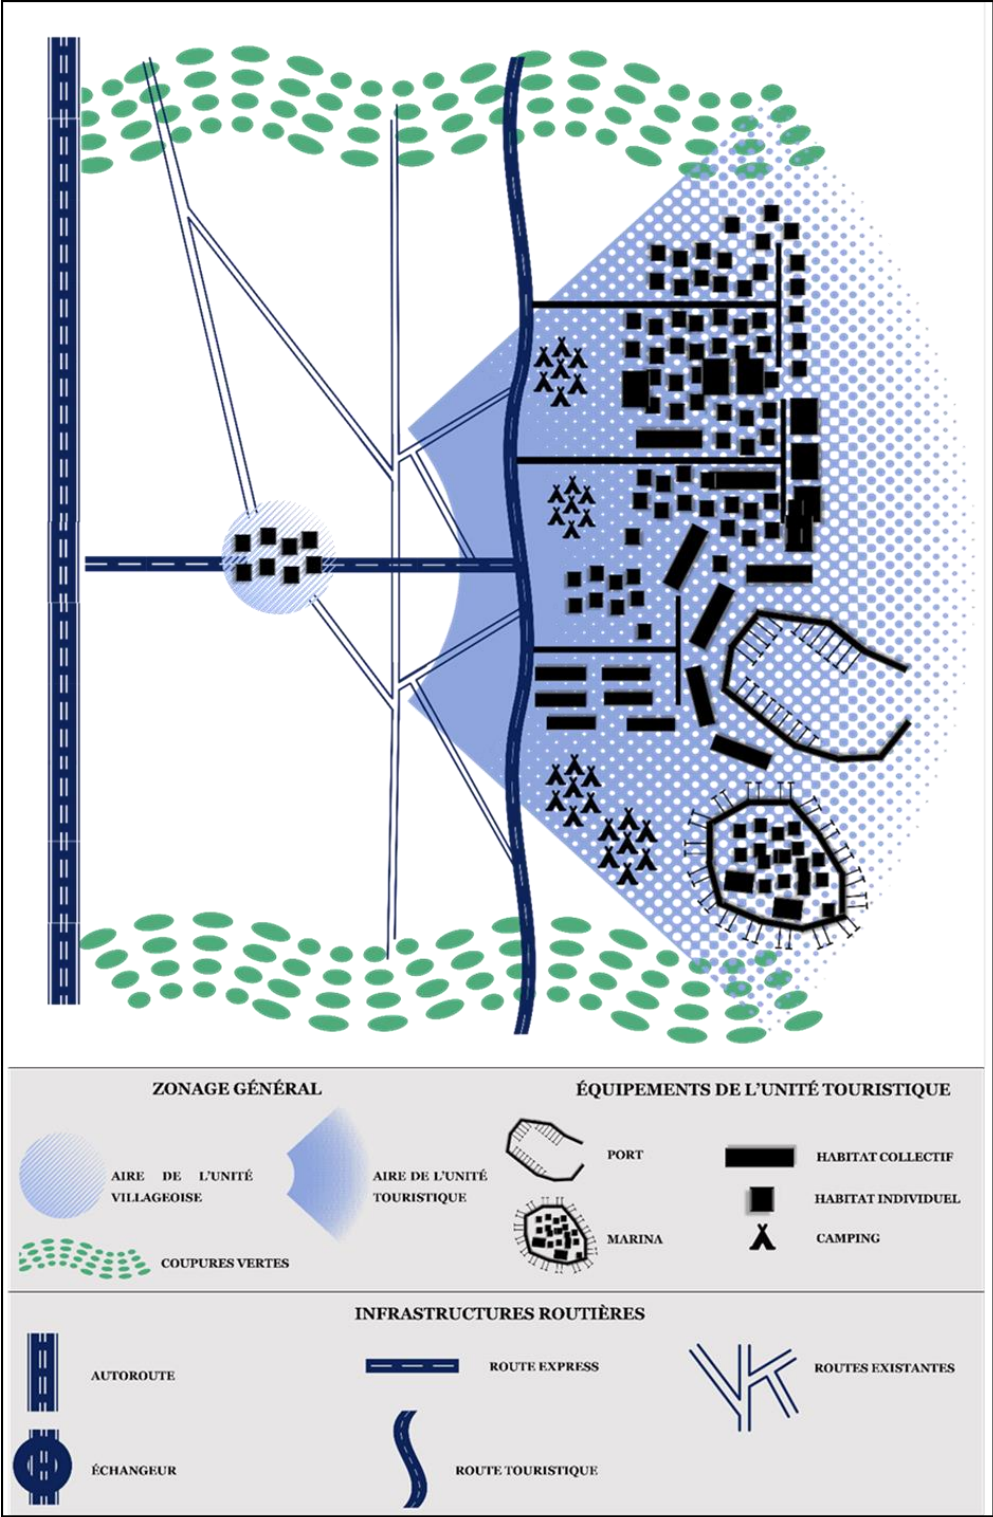 ZONAGE GÉNÉRAL
AIRE DE L'UNITÉ
VILLAGEOISE
AIRE DE L'UNITÉ
TOURISTIQUE
COUPURES VERTES
ÉQUIPEMENTS DE L'UNITÉ TOURISTIQUE
PORT
HABITAT COLLECTIF
HABITAT INDIVIDUEL
MARINA
CAMPING
INFRASTRUCTURES ROUTIÈRES
AUTOROUTE
ROUTE EXPRESS
ROUTES EXISTANTES
ÉCHANGEUR
ROUTE TOURISTIQUE